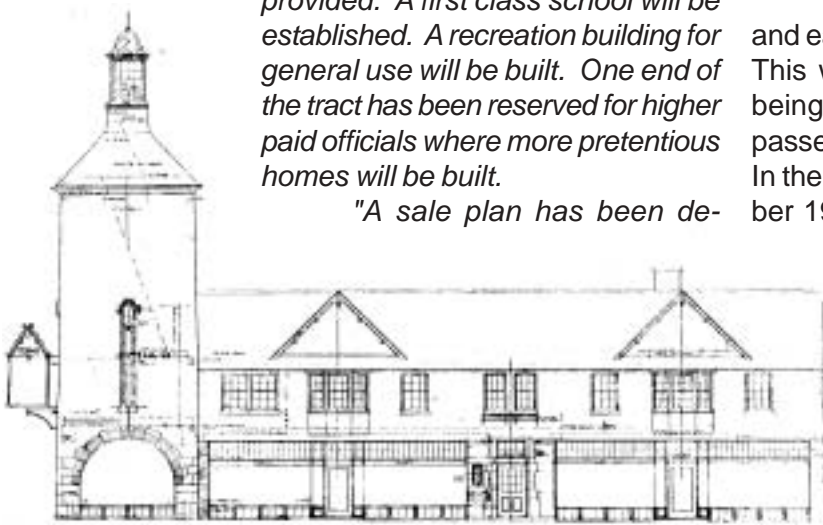 provided. A first class school will be
established. A recreation building for
general use will be built. One end of
the tract has been reserved for higher
paid officials where more pretentious
homes will be built.
"A sale plan has been de-
and ea
This
being
passe
In the
ber 19